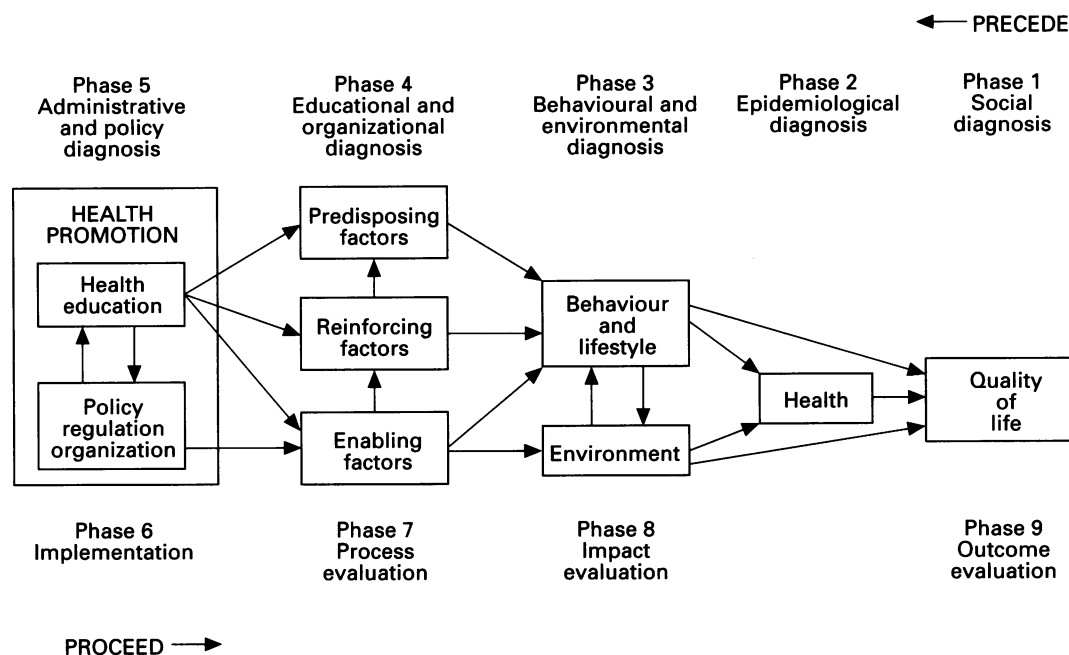 PRECEDE
Phase 5
Administrative
and policy
diagnosis
Phase 4
Educational and
organizational
diagnosis
Phase 3
Behavioural and
environmental
diagnosis
Phase 2
Epidemiological
diagnosis
Phase 1
Social
diagnosis
HEALTH
PROMOTION
Health
education
Policy
regulation
organization
Predisposing
factors
Reinforcing
factors
Enabling
factors
Behaviour
and
lifestyle
Environment
Health
Quality
of
life
Phase 6
Implementation
Phase 7
Process
evaluation
Phase 8
Impact
evaluation
Phase 9
Outcome
evaluation
PROCEED